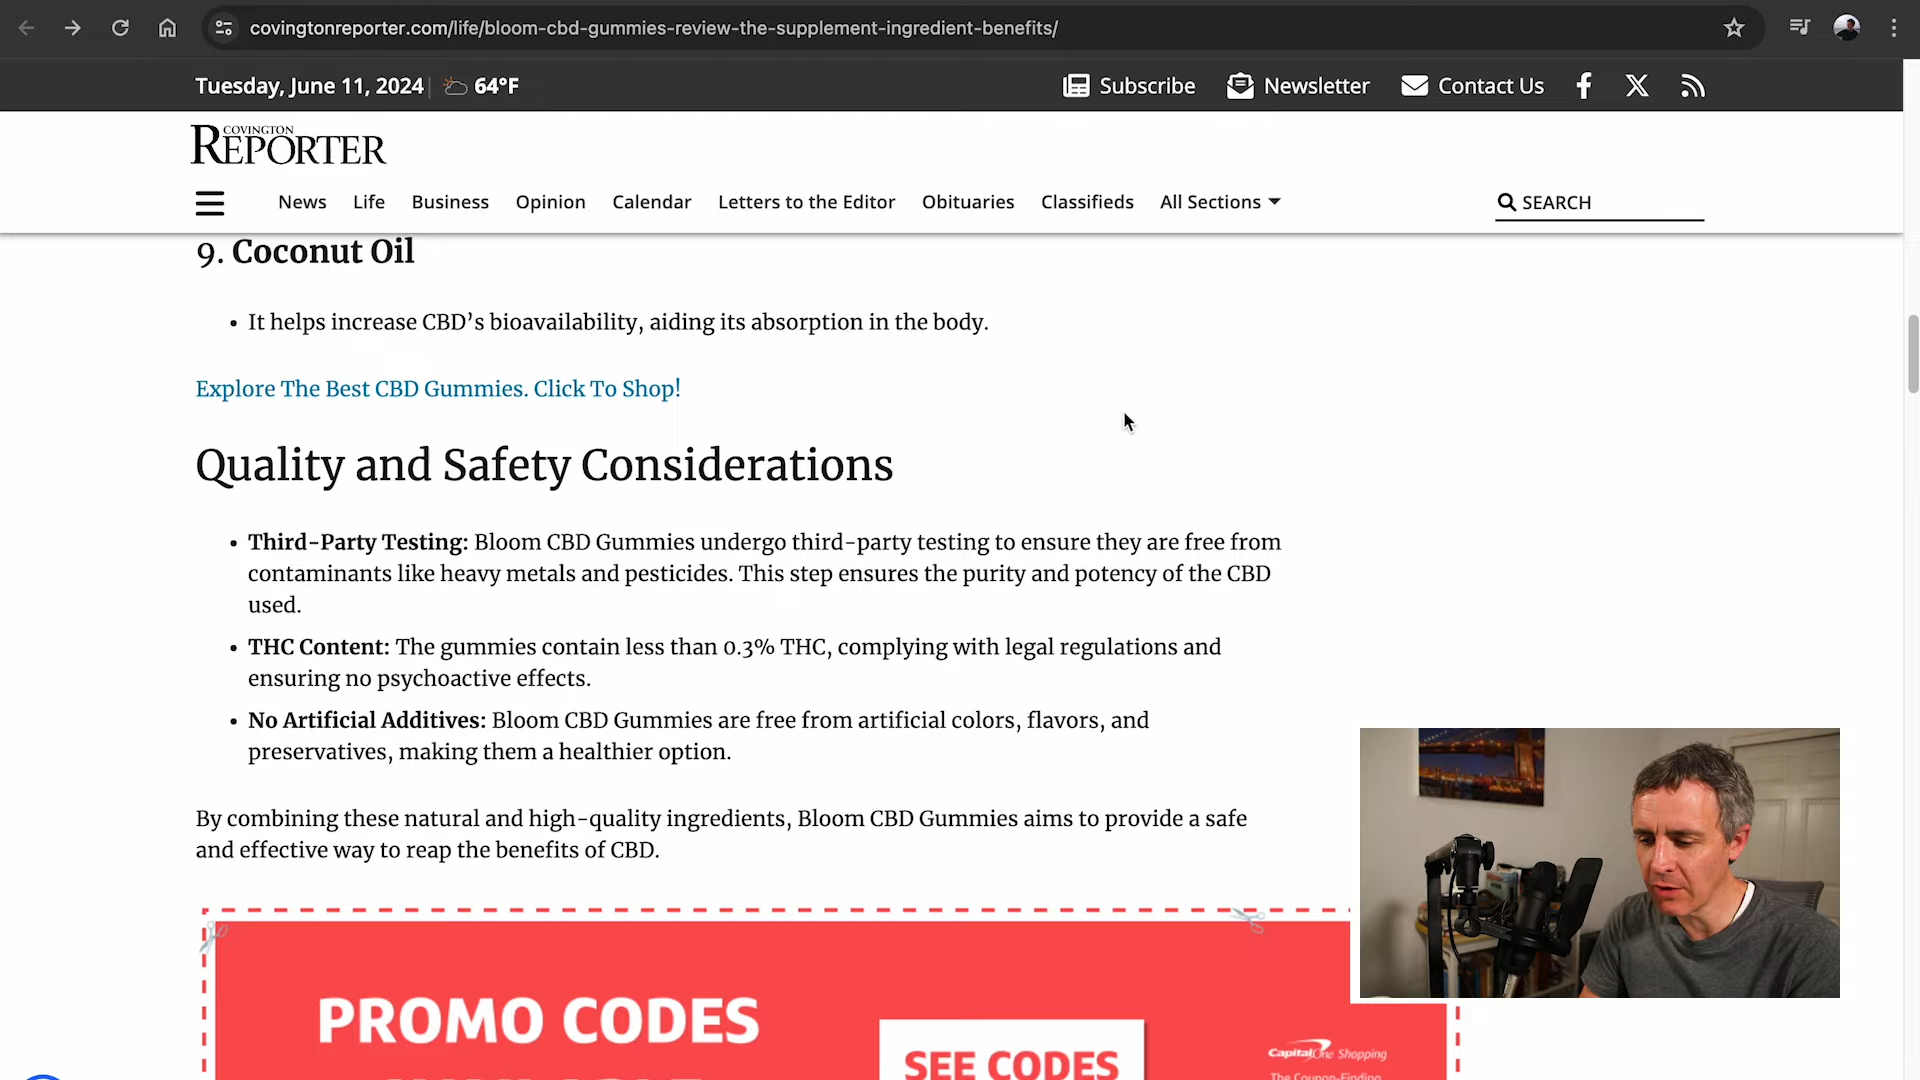 covingtonreporter.com/life/bloom-cbd-gummies-review-the-supplement-ingredient-benefits/
Tuesday, June 11, 2024 | 64°F Subscribe Newsletter Contact Us
COVINGTON
REPORTER
News Life Business Opinion Calendar Letters to the Editor Obituaries Classifieds All Sections SEARCH
9. Coconut Oil
• It helps increase CBD’s bioavailability, aiding its absorption in the body.
Explore The Best CBD Gummies. Click To Shop!
Quality and Safety Considerations
• Third-Party Testing: Bloom CBD Gummies undergo third-party testing to ensure they are free from
contaminants like heavy metals and pesticides. This step ensures the purity and potency of the CBD
used.
• THC Content: The gummies contain less than 0.3% THC, complying with legal regulations and
ensuring no psychoactive effects.
• No Artificial Additives: Bloom CBD Gummies are free from artificial colors, flavors, and
preservatives, making them a healthier option.
By combining these natural and high-quality ingredients, Bloom CBD Gummies aims to provide a safe
and effective way to reap the benefits of CBD.
PROMO CODES
SEE CODES
CapitalOne Shopping
The Coupon-Finding